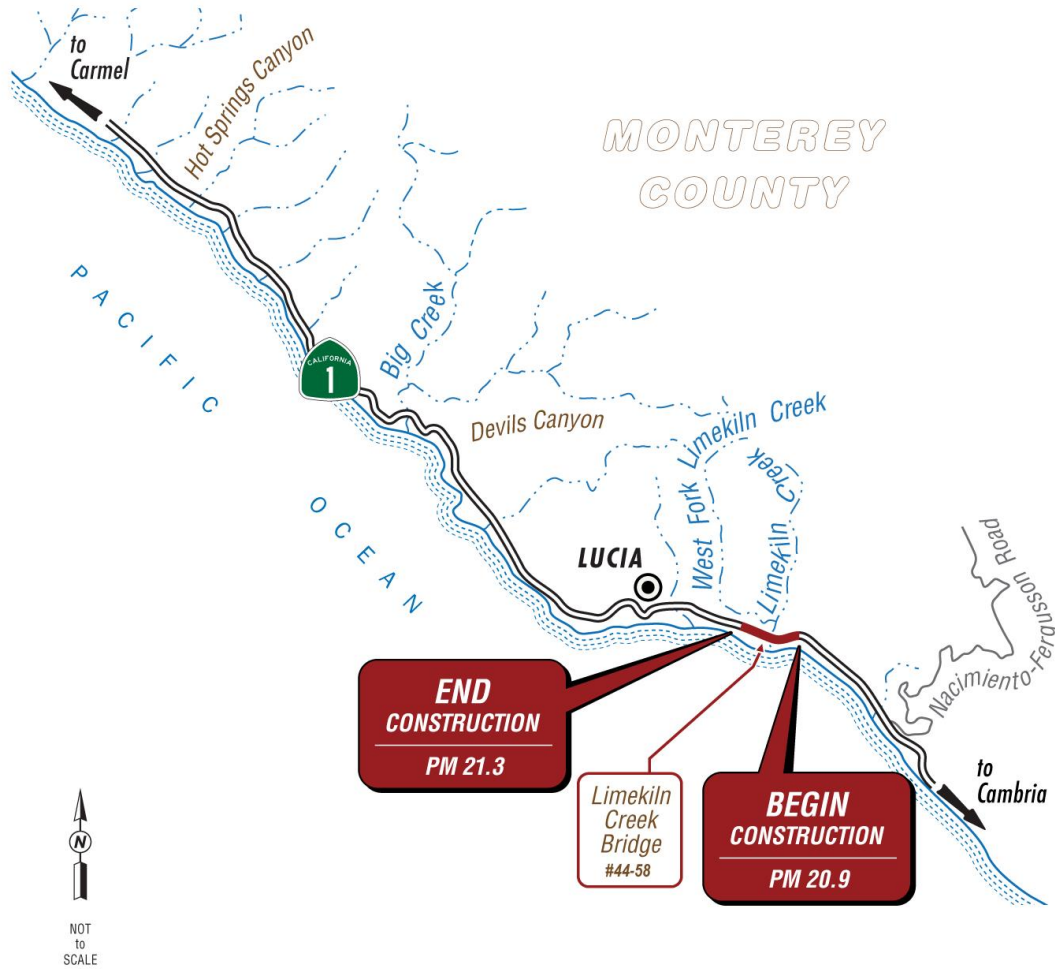 to
Carmel
Hot Springs Canyon
MONTEREY
COUNTY
PACIFIC
OCEAN
Big Creek
CALIFORNIA
1
Devils Canyon
West Fork Limekiln Creek
Limekiln Creek
LUCIA
Nacimiento-Fergusson Road
END
CONSTRUCTION
PM 21.3
Limekiln
Creek
Bridge
#44-58
BEGIN
CONSTRUCTION
PM 20.9
to
Cambria
N
NOT
to
SCALE